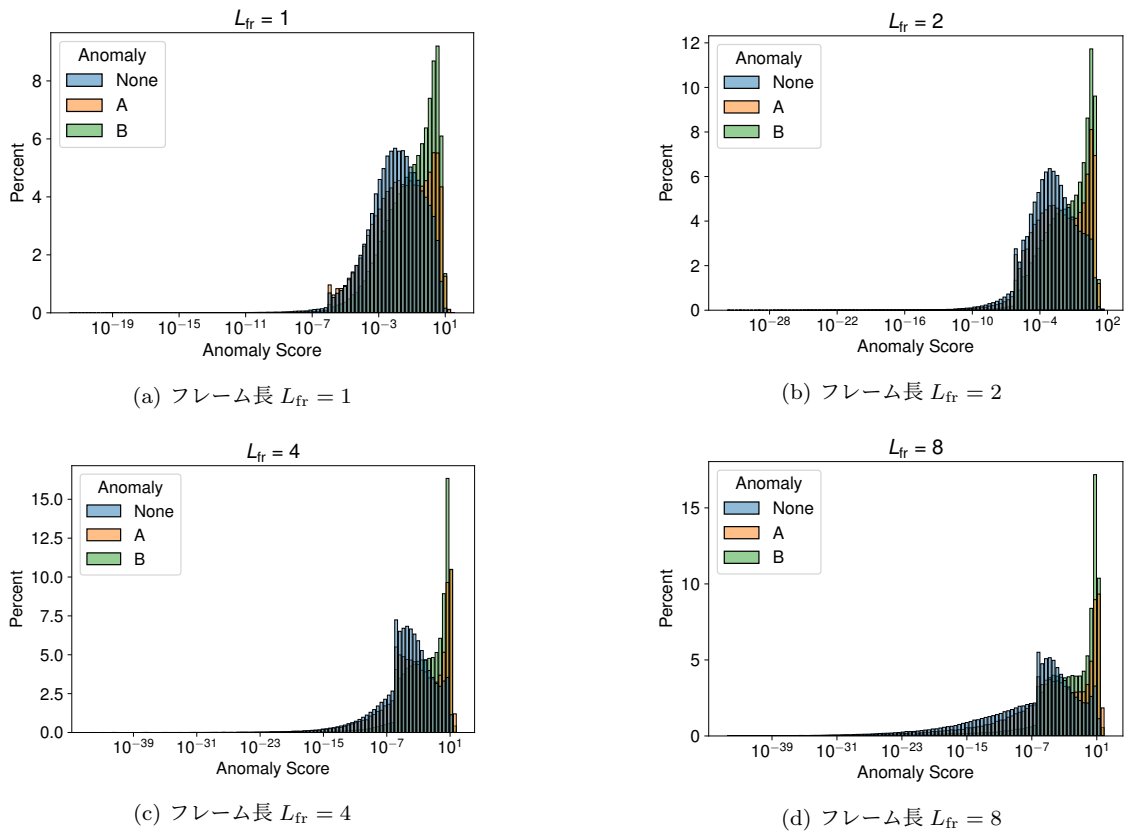 L_fr = 1
Anomaly
None
A
B
Percent
8
6
4
2
0
10^−19 10^−15 10^−11 10^−7 10^−3 10^1
Anomaly Score
(a) フレーム長 L_fr = 1
L_fr = 2
Anomaly
None
A
B
Percent
12
10
8
6
4
2
0
10^−28 10^−22 10^−16 10^−10 10^−4 10^2
Anomaly Score
(b) フレーム長 L_fr = 2
L_fr = 4
Anomaly
None
A
B
Percent
15.0
12.5
10.0
7.5
5.0
2.5
0.0
10^−39 10^−31 10^−23 10^−15 10^−7 10^1
Anomaly Score
(c) フレーム長 L_fr = 4
L_fr = 8
Anomaly
None
A
B
Percent
15
10
5
0
10^−39 10^−31 10^−23 10^−15 10^−7 10^1
Anomaly Score
(d) フレーム長 L_fr = 8